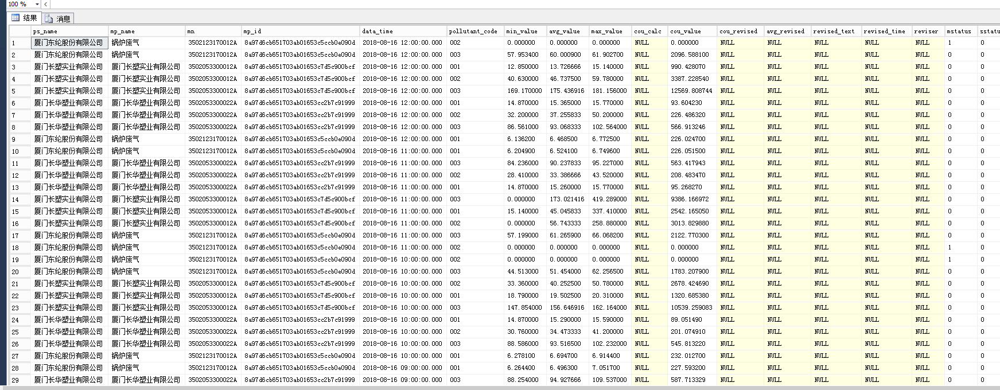 100 %
结果 消息
ps_name mp_name mn mp_id data_time pollutant_code min_value avg_value max_value cou_calc cou_value cou_revised avg_revised revised_text revised_time reviser mstatus sstatu
1 厦门东纶股份有限公司 锅炉废气 3502123170012A 8a97d6cb651703ab01653c5ccb0e090d 2018-08-16 12:00:00.000 002 0.000000 0.000000 0.000000 NULL 0.000000 NULL NULL NULL NULL NULL 1 0
2 厦门东纶股份有限公司 锅炉废气 3502123170012A 8a97d6cb651703ab01653c5ccb0e090d 2018-08-16 12:00:00.000 003 57.953400 60.000900 61.902700 NULL 2096.588100 NULL NULL NULL NULL NULL 0 0
3 厦门长塑实业有限公司 厦门长塑实业有限公司 3502053300012A 8a97d6cb651703ab01653c7d5c900bcf 2018-08-16 12:00:00.000 001 12.850000 13.726666 15.140000 NULL 990.428070 NULL NULL NULL NULL NULL 0 0
4 厦门长塑实业有限公司 厦门长塑实业有限公司 3502053300012A 8a97d6cb651703ab01653c7d5c900bcf 2018-08-16 12:00:00.000 002 40.630000 46.737500 59.780000 NULL 3387.228540 NULL NULL NULL NULL NULL 0 0
5 厦门长塑实业有限公司 厦门长塑实业有限公司 3502053300012A 8a97d6cb651703ab01653c7d5c900bcf 2018-08-16 12:00:00.000 003 169.170000 175.436916 181.156000 NULL 12569.808744 NULL NULL NULL NULL NULL 0 0
6 厦门长华塑业有限公司 厦门长华塑业有限公司 3502053300022A 8a97d6cb651703ab01653cc2b7c91999 2018-08-16 12:00:00.000 001 14.870000 15.365000 15.770000 NULL 93.604230 NULL NULL NULL NULL NULL 0 0
7 厦门长华塑业有限公司 厦门长华塑业有限公司 3502053300022A 8a97d6cb651703ab01653cc2b7c91999 2018-08-16 12:00:00.000 002 32.200000 37.255833 50.200000 NULL 226.486320 NULL NULL NULL NULL NULL 0 0
8 厦门长华塑业有限公司 厦门长华塑业有限公司 3502053300022A 8a97d6cb651703ab01653cc2b7c91999 2018-08-16 12:00:00.000 003 86.561000 93.068333 102.564000 NULL 566.913246 NULL NULL NULL NULL NULL 0 0
9 厦门东纶股份有限公司 锅炉废气 3502123170012A 8a97d6cb651703ab01653c5ccb0e090d 2018-08-16 12:00:00.000 001 6.136200 6.468500 6.772500 NULL 226.024700 NULL NULL NULL NULL NULL 0 0
10 厦门东纶股份有限公司 锅炉废气 3502123170012A 8a97d6cb651703ab01653c5ccb0e090d 2018-08-16 11:00:00.000 001 6.204900 6.524100 6.749600 NULL 226.051500 NULL NULL NULL NULL NULL 0 0
11 厦门长华塑业有限公司 厦门长华塑业有限公司 3502053300022A 8a97d6cb651703ab01653cc2b7c91999 2018-08-16 11:00:00.000 003 84.236000 90.237833 95.227000 NULL 563.417943 NULL NULL NULL NULL NULL 0 0
12 厦门长华塑业有限公司 厦门长华塑业有限公司 3502053300022A 8a97d6cb651703ab01653cc2b7c91999 2018-08-16 11:00:00.000 002 28.410000 33.386666 43.520000 NULL 208.483470 NULL NULL NULL NULL NULL 0 0
13 厦门长华塑业有限公司 厦门长华塑业有限公司 3502053300022A 8a97d6cb651703ab01653cc2b7c91999 2018-08-16 11:00:00.000 001 14.870000 15.260000 15.770000 NULL 95.268270 NULL NULL NULL NULL NULL 0 0
14 厦门长塑实业有限公司 厦门长塑实业有限公司 3502053300012A 8a97d6cb651703ab01653c7d5c900bcf 2018-08-16 11:00:00.000 003 0.000000 173.021416 419.289000 NULL 9386.166972 NULL NULL NULL NULL NULL 0 0
15 厦门长塑实业有限公司 厦门长塑实业有限公司 3502053300012A 8a97d6cb651703ab01653c7d5c900bcf 2018-08-16 11:00:00.000 001 15.140000 45.045833 337.410000 NULL 2542.165050 NULL NULL NULL NULL NULL 0 0
16 厦门长塑实业有限公司 厦门长塑实业有限公司 3502053300012A 8a97d6cb651703ab01653c7d5c900bcf 2018-08-16 11:00:00.000 002 0.000000 56.743333 258.880000 NULL 3013.829880 NULL NULL NULL NULL NULL 0 0
17 厦门东纶股份有限公司 锅炉废气 3502123170012A 8a97d6cb651703ab01653c5ccb0e090d 2018-08-16 11:00:00.000 003 57.199000 61.265900 66.068200 NULL 2122.770300 NULL NULL NULL NULL NULL 0 0
18 厦门东纶股份有限公司 锅炉废气 3502123170012A 8a97d6cb651703ab01653c5ccb0e090d 2018-08-16 11:00:00.000 002 0.000000 0.000000 0.000000 NULL 0.000000 NULL NULL NULL NULL NULL 1 0
19 厦门东纶股份有限公司 锅炉废气 3502123170012A 8a97d6cb651703ab01653c5ccb0e090d 2018-08-16 10:00:00.000 002 0.000000 0.000000 0.000000 NULL 0.000000 NULL NULL NULL NULL NULL 1 0
20 厦门东纶股份有限公司 锅炉废气 3502123170012A 8a97d6cb651703ab01653c5ccb0e090d 2018-08-16 10:00:00.000 003 44.513000 51.454000 62.256500 NULL 1783.207900 NULL NULL NULL NULL NULL 0 0
21 厦门长塑实业有限公司 厦门长塑实业有限公司 3502053300012A 8a97d6cb651703ab01653c7d5c900bcf 2018-08-16 10:00:00.000 002 33.360000 40.252500 50.780000 NULL 2678.424690 NULL NULL NULL NULL NULL 0 0
22 厦门长塑实业有限公司 厦门长塑实业有限公司 3502053300012A 8a97d6cb651703ab01653c7d5c900bcf 2018-08-16 10:00:00.000 001 18.790000 19.502500 20.310000 NULL 1320.685380 NULL NULL NULL NULL NULL 0 0
23 厦门长塑实业有限公司 厦门长塑实业有限公司 3502053300012A 8a97d6cb651703ab01653c7d5c900bcf 2018-08-16 10:00:00.000 003 147.854000 156.646916 162.164000 NULL 10539.259083 NULL NULL NULL NULL NULL 0 0
24 厦门长华塑业有限公司 厦门长华塑业有限公司 3502053300022A 8a97d6cb651703ab01653cc2b7c91999 2018-08-16 10:00:00.000 001 14.870000 15.290000 15.590000 NULL 89.051490 NULL NULL NULL NULL NULL 0 0
25 厦门长华塑业有限公司 厦门长华塑业有限公司 3502053300022A 8a97d6cb651703ab01653cc2b7c91999 2018-08-16 10:00:00.000 002 30.760000 34.473333 41.200000 NULL 201.074910 NULL NULL NULL NULL NULL 0 0
26 厦门长华塑业有限公司 厦门长华塑业有限公司 3502053300022A 8a97d6cb651703ab01653cc2b7c91999 2018-08-16 10:00:00.000 003 88.586000 93.516500 102.232000 NULL 545.813220 NULL NULL NULL NULL NULL 0 0
27 厦门东纶股份有限公司 锅炉废气 3502123170012A 8a97d6cb651703ab01653c5ccb0e090d 2018-08-16 10:00:00.000 001 6.278100 6.694700 6.914400 NULL 232.012700 NULL NULL NULL NULL NULL 0 0
28 厦门东纶股份有限公司 锅炉废气 3502123170012A 8a97d6cb651703ab01653c5ccb0e090d 2018-08-16 09:00:00.000 001 6.264400 6.496300 7.051700 NULL 227.593200 NULL NULL NULL NULL NULL 0 0
29 厦门长华塑业有限公司 厦门长华塑业有限公司 3502053300022A 8a97d6cb651703ab01653cc2b7c91999 2018-08-16 09:00:00.000 003 88.254000 94.927666 109.537000 NULL 587.713329 NULL NULL NULL NULL NULL 0 0